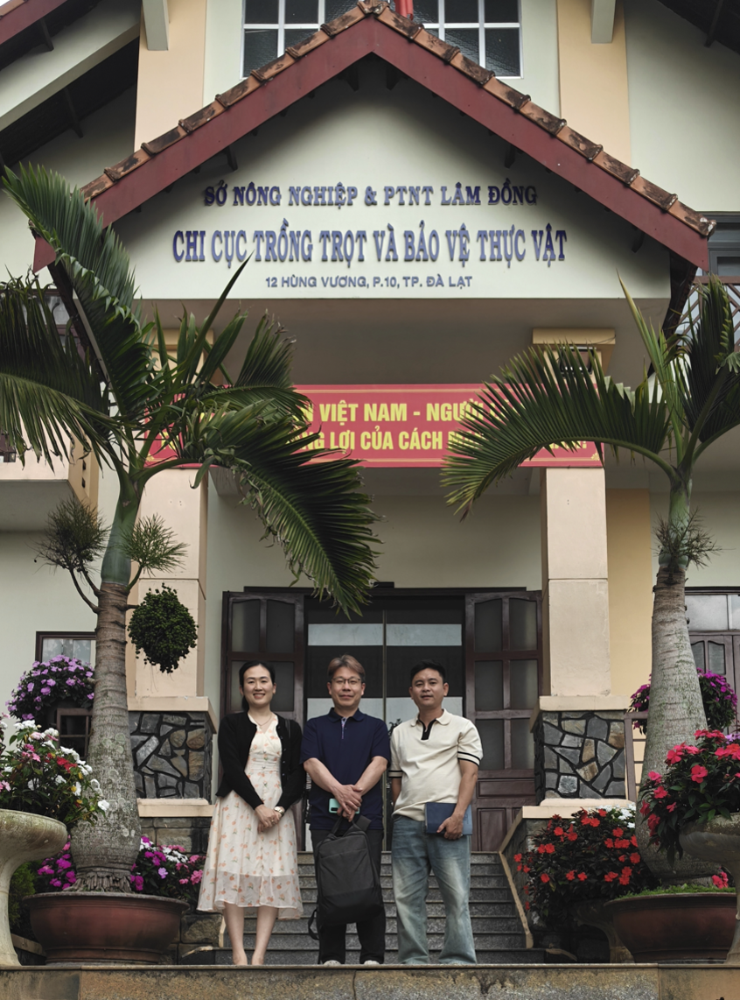 SỞ NÔNG NGHIỆP & PTNT LÂM ĐỒNG
CHI CỤC TRỒNG TRỌT VÀ BẢO VỆ THỰC VẬT
12 HÙNG VƯƠNG, P.10, TP. ĐÀ LẠT
VIỆT NAM - NGƯỜI
LỢI CỦA CÁCH